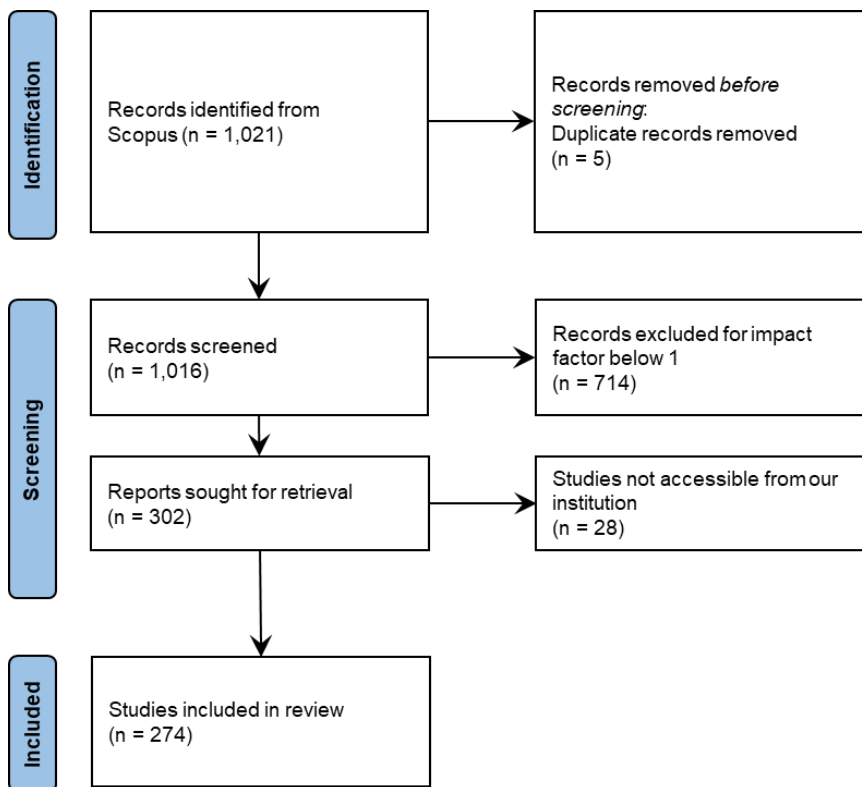 Identification
Records identified from
Scopus (n = 1,021)
Records removed before
screening:
Duplicate records removed
(n = 5)
Screening
Records screened
(n = 1,016)
Records excluded for impact
factor below 1
(n = 714)
Reports sought for retrieval
(n = 302)
Studies not accessible from our
institution
(n = 28)
Included
Studies included in review
(n = 274)